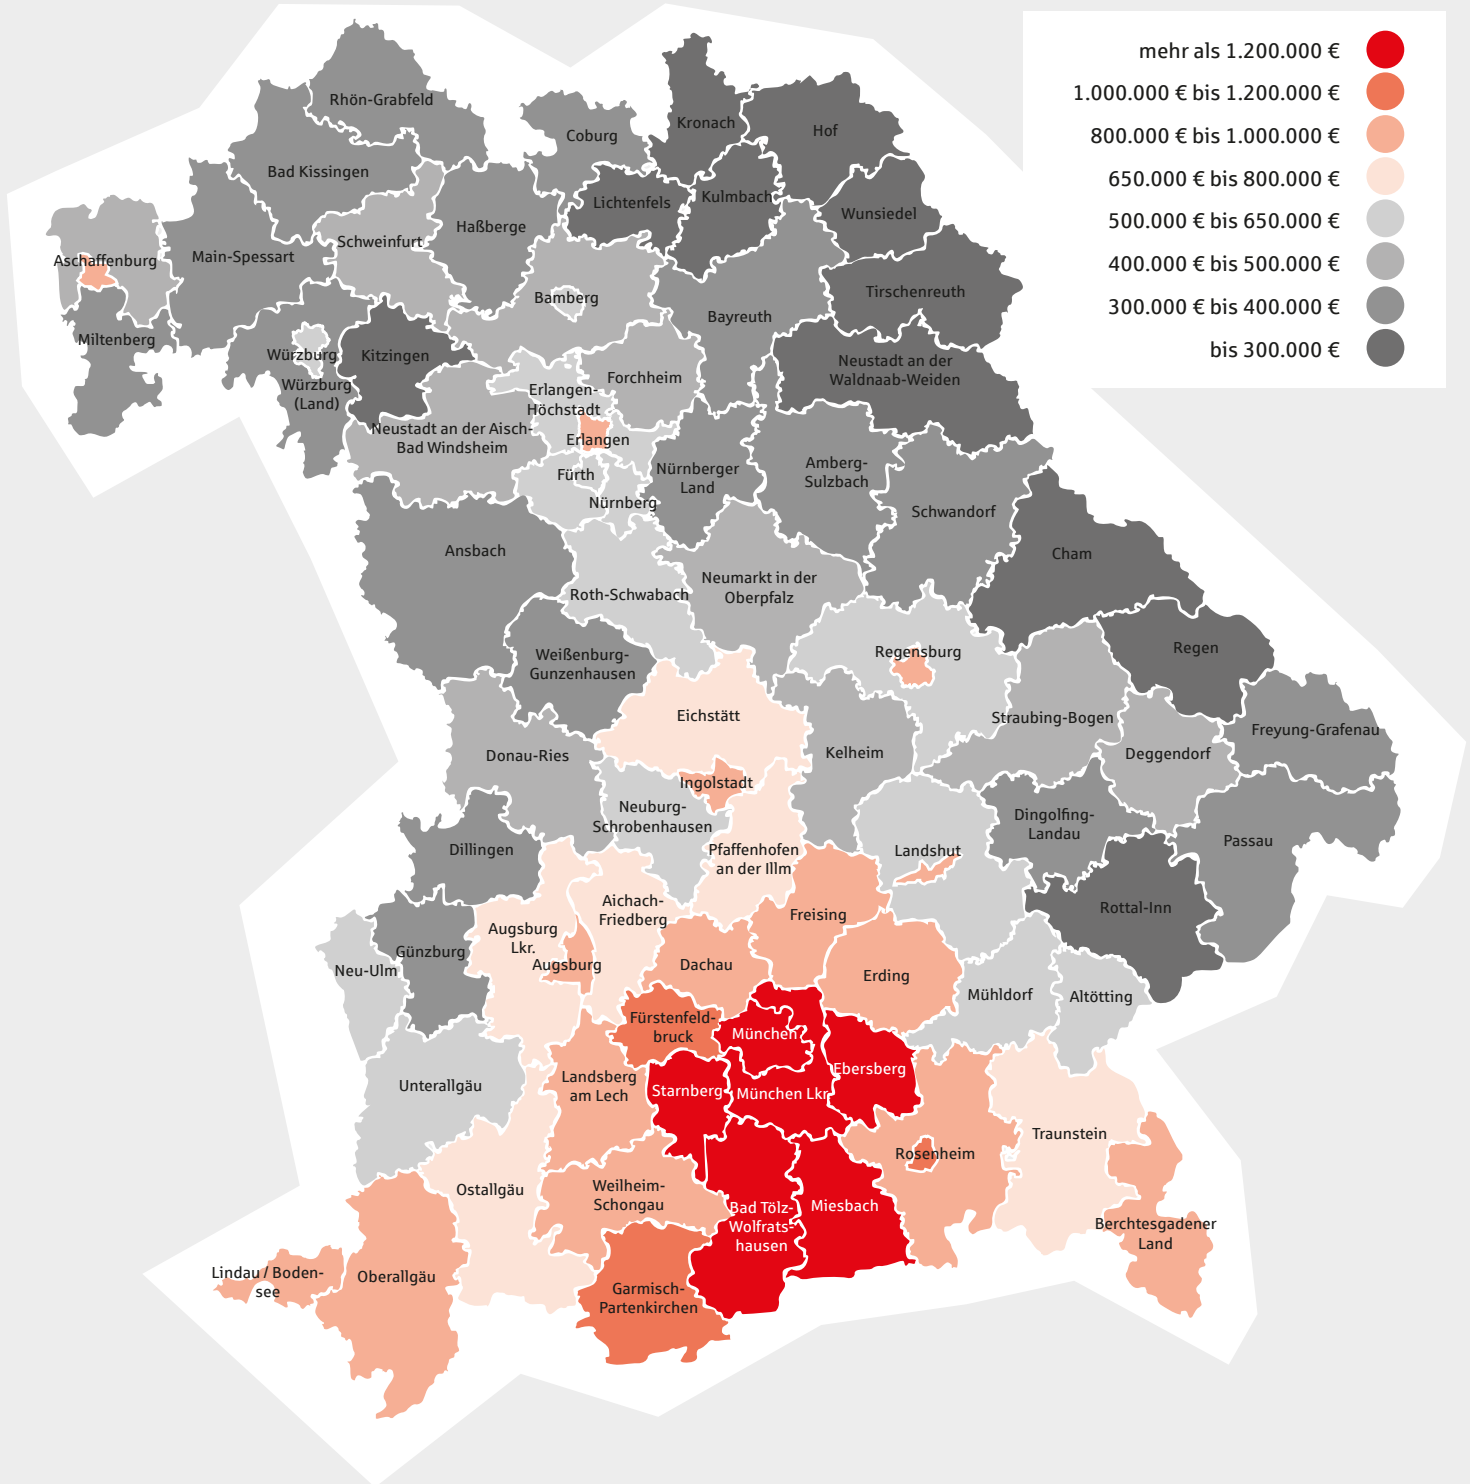 mehr als 1.200.000 €
1.000.000 € bis 1.200.000 €
800.000 € bis 1.000.000 €
650.000 € bis 800.000 €
500.000 € bis 650.000 €
400.000 € bis 500.000 €
300.000 € bis 400.000 €
bis 300.000 €
Rhön-Grabfeld
Coburg
Kronach
Hof
Bad Kissingen
Lichtenfels
Kulmbach
Wunsiedel
Haßberge
Schweinfurt
Main-Spessart
Aschaffenburg
Tirschenreuth
Bamberg
Bayreuth
Miltenberg
Würzburg
Kitzingen
Neustadt an der
Waldnaab-Weiden
Würzburg
(Land)
Erlangen-
Höchstadt
Forchheim
Neustadt an der Aisch-
Bad Windsheim
Erlangen
Fürth
Nürnberg
Nürnberger
Land
Amberg-
Sulzbach
Schwandorf
Ansbach
Cham
Roth-Schwabach
Neumarkt in der
Oberpfalz
Weißenburg-
Gunzenhausen
Regensburg
Regen
Eichstätt
Straubing-Bogen
Freyung-Grafenau
Donau-Ries
Kelheim
Deggendorf
Ingolstadt
Neuburg-
Schrobenhausen
Dingolfing-
Landau
Passau
Dillingen
Pfaffenhofen
an der Illm
Landshut
Aichach-
Friedberg
Freising
Rottal-Inn
Augsburg
Lkr.
Augsburg
Günzburg
Neu-Ulm
Dachau
Erding
Mühldorf
Altötting
Fürstenfeld-
bruck
München
Ebersberg
Unterallgäu
Landsberg
am Lech
Starnberg
München Lkr.
Traunstein
Rosenheim
Ostallgäu
Weilheim-
Schongau
Bad Tölz-
Wolfrats-
hausen
Miesbach
Berchtesgadener
Land
Lindau / Boden-
see
Oberallgäu
Garmisch-
Partenkirchen